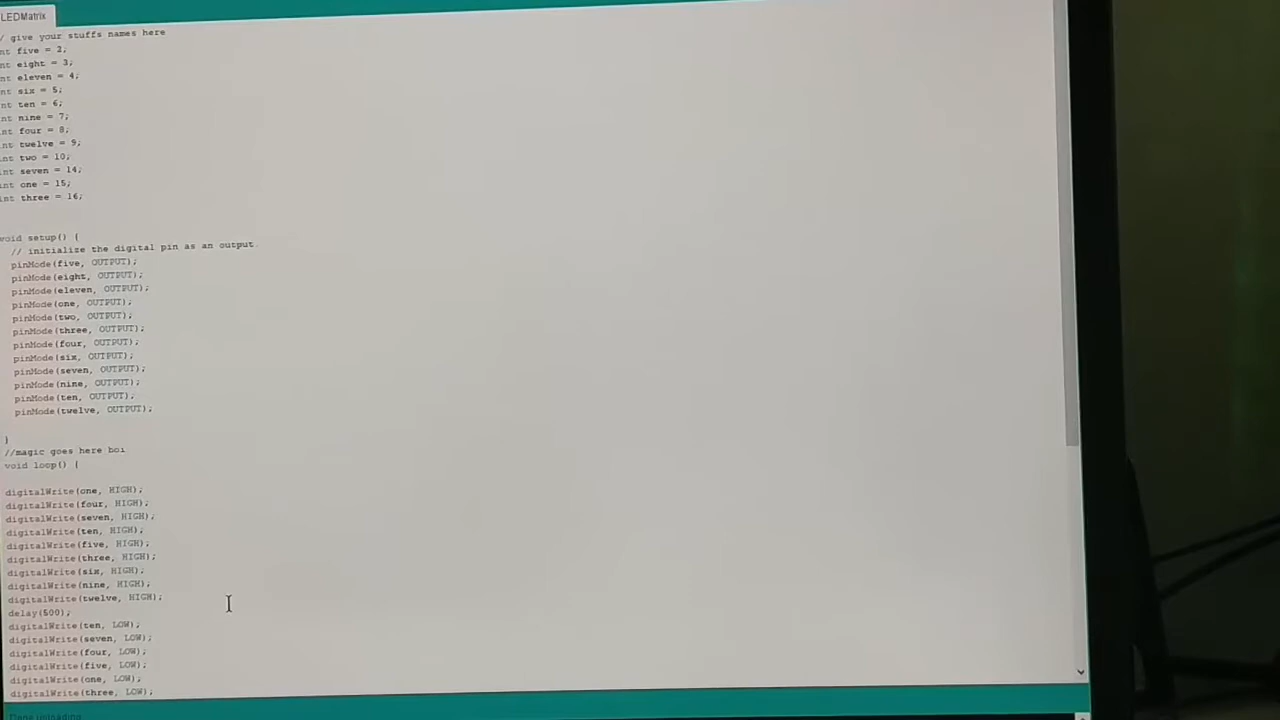 LEDMatrix
/ give your stuffs names here
nt five = 2;
nt eight = 3;
nt eleven = 4;
nt six = 5;
nt ten = 6;
nt nine = 7;
nt four = 8;
nt twelve = 9;
nt two = 10;
int seven = 14;
int one = 15;
int three = 16;
void setup() {
// initialize the digital pin as an output.
pinMode(five, OUTPUT);
pinMode(eight, OUTPUT);
pinMode(eleven, OUTPUT);
pinMode(one, OUTPUT);
pinMode(two, OUTPUT);
pinMode(three, OUTPUT);
pinMode(four, OUTPUT);
pinMode(six, OUTPUT);
pinMode(seven, OUTPUT);
pinMode(nine, OUTPUT);
pinMode(ten, OUTPUT);
pinMode(twelve, OUTPUT);
}
//magic goes here boi
void loop() {
digitalWrite(one, HIGH);
digitalWrite(four, HIGH);
digitalWrite(seven, HIGH);
digitalWrite(ten, HIGH);
digitalWrite(five, HIGH);
digitalWrite(three, HIGH);
digitalWrite(six, HIGH);
digitalWrite(nine, HIGH);
digitalWrite(twelve, HIGH);
delay(500);
digitalWrite(ten, LOW);
digitalWrite(seven, LOW);
digitalWrite(four, LOW);
digitalWrite(five, LOW);
digitalWrite(one, LOW);
digitalWrite(three, LOW);
Done uploading